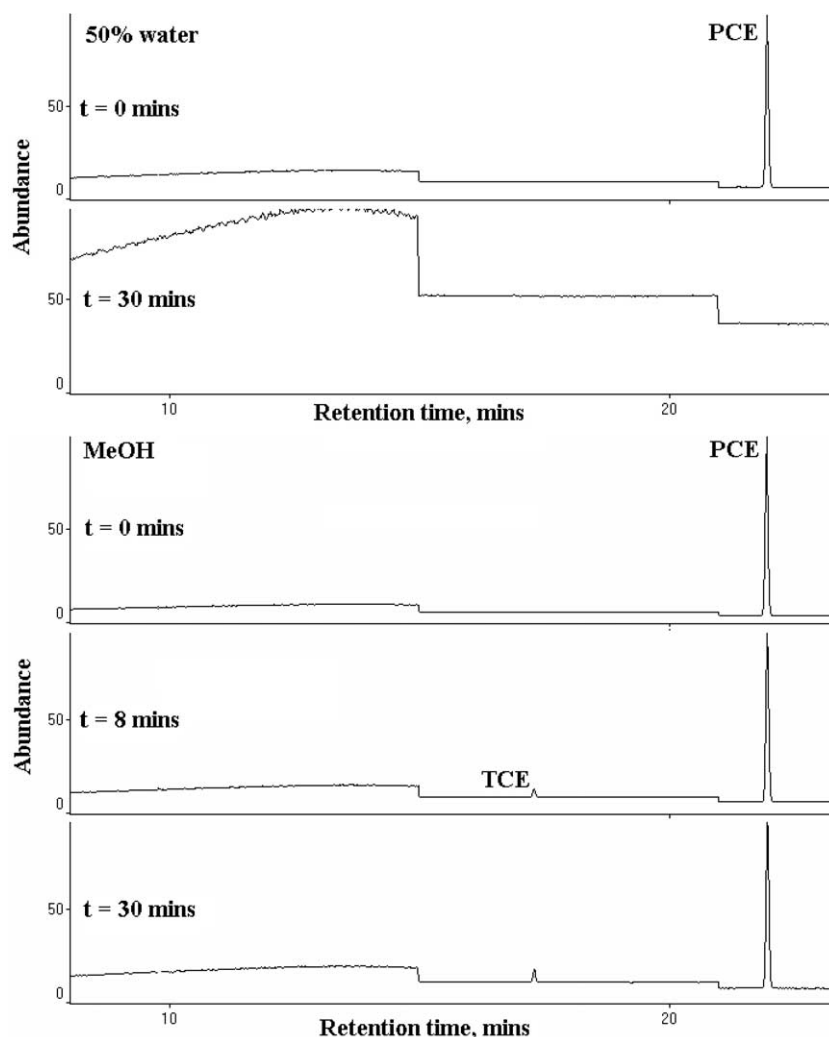 50% water
PCE
50
t = 0 mins
0
Abundance
50
t = 30 mins
0
10
20
Retention time, mins
MeOH
PCE
50
t = 0 mins
0
50
t = 8 mins
TCE
0
Abundance
50
t = 30 mins
0
10
20
Retention time, mins